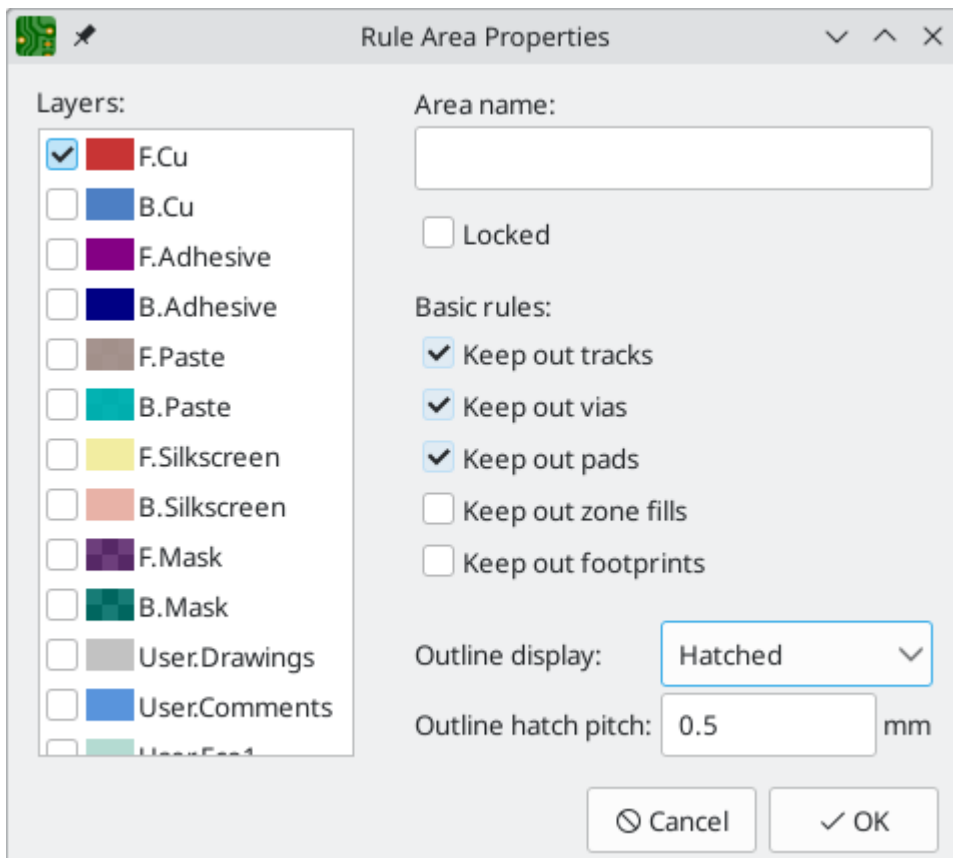 Rule Area Properties
Layers:
F.Cu
B.Cu
F.Adhesive
B.Adhesive
F.Paste
B.Paste
F.Silkscreen
B.Silkscreen
F.Mask
B.Mask
User.Drawings
User.Comments
User.Eco1
Area name:
Locked
Basic rules:
Keep out tracks
Keep out vias
Keep out pads
Keep out zone fills
Keep out footprints
Outline display: Hatched
Outline hatch pitch: 0.5 mm
Cancel
OK